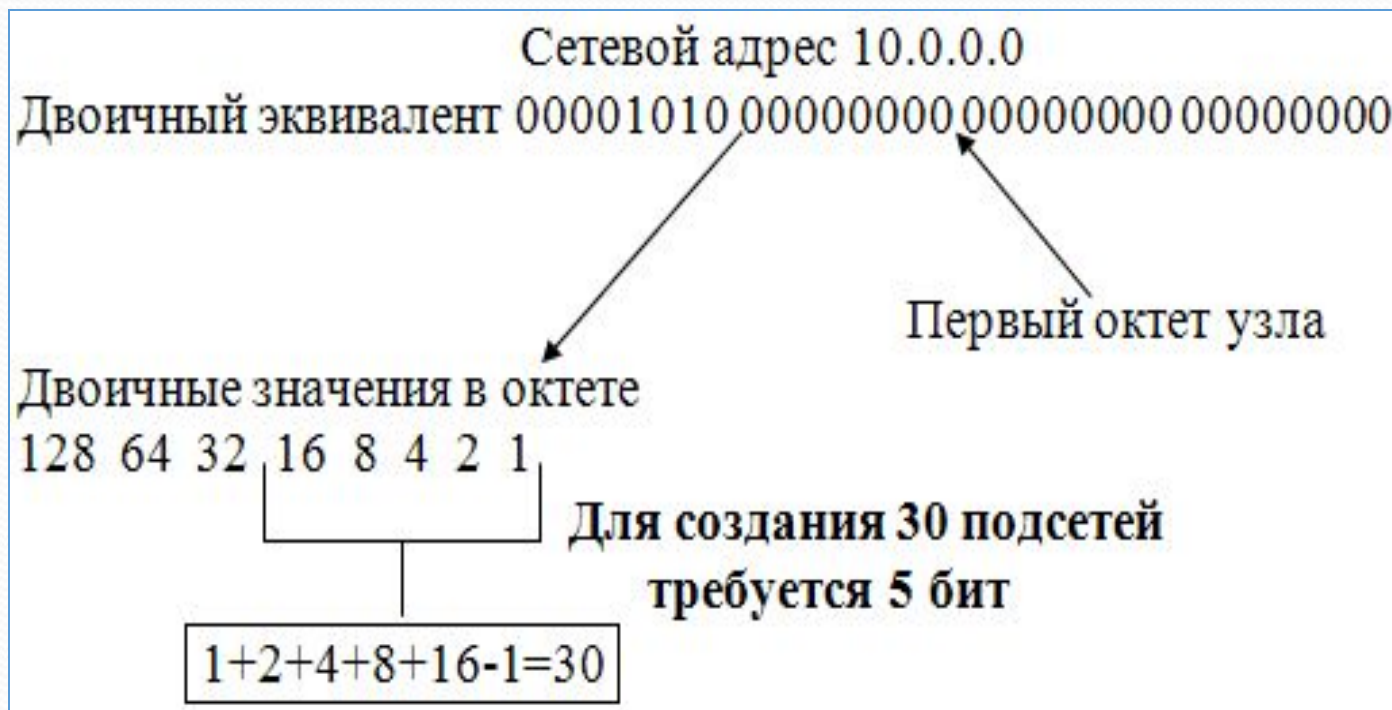 Сетевой адрес 10.0.0.0
Двоичный эквивалент 00001010 00000000 00000000 00000000
Первый октет узла
Двоичные значения в октете
128 64 32 16 8 4 2 1
Для создания 30 подсетей
требуется 5 бит
1+2+4+8+16-1=30